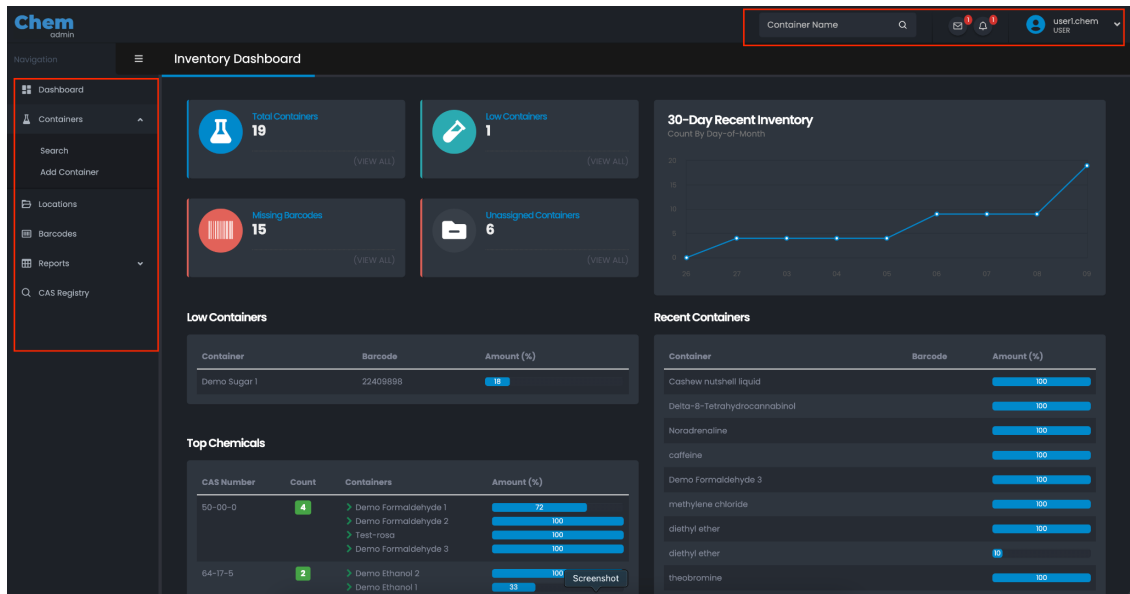 Chem
admin
Container Name
1
1
user1.chem
USER
Navigation
Inventory Dashboard
Dashboard
Containers
Search
Add Container
Locations
Barcodes
Reports
CAS Registry
Total Containers
19
(VIEW ALL)
Low Containers
1
(VIEW ALL)
Missing Barcodes
15
(VIEW ALL)
Unassigned Containers
6
(VIEW ALL)
30-Day Recent Inventory
Count By Day-of-Month
20
15
10
5
0
26 27 03 04 05 06 07 08 09
Low Containers
Container Barcode Amount (%)
Demo Sugar 1 22409898 18
Top Chemicals
CAS Number Count Containers Amount (%)
50-00-0 4 Demo Formaldehyde 1 72
Demo Formaldehyde 2 100
Test-rosa 100
Demo Formaldehyde 3 100
64-17-5 2 Demo Ethanol 2 100
Demo Ethanol 1 33
Screenshot
Recent Containers
Container Barcode Amount (%)
Cashew nutshell liquid 100
Delta-8-Tetrahydrocannabinol 100
Noradrenaline 100
caffeine 100
Demo Formaldehyde 3 100
methylene chloride 100
diethyl ether 100
diethyl ether 10
theobromine 100